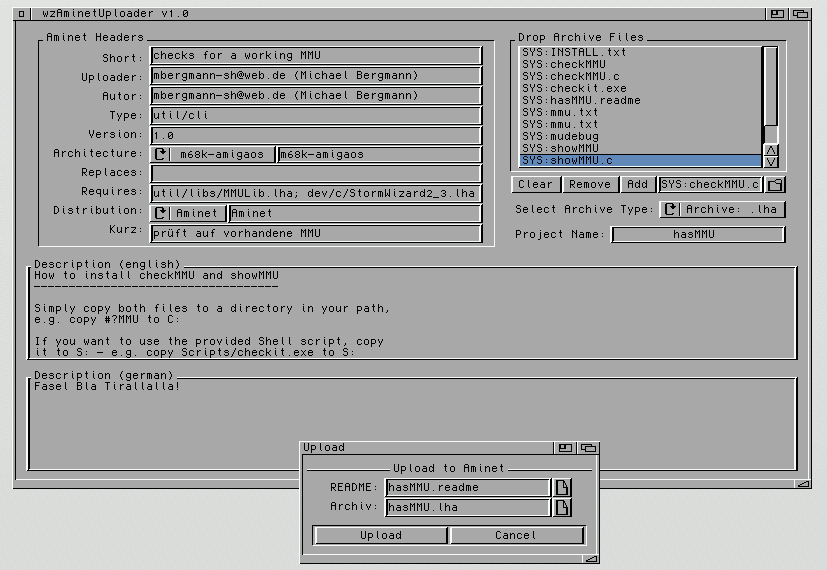 wzAminetUploader v1.0
Aminet Headers
Short: checks for a working MMU
Uploader: mbergmann-sh@web.de (Michael Bergmann)
Autor: mbergmann-sh@web.de (Michael Bergmann)
Type: util/cli
Version: 1.0
Architecture: m68k-amigaos m68k-amigaos
Replaces:
Requires: util/libs/MMULib.lha; dev/c/StormWizard2_3.lha
Distribution: Aminet Aminet
Kurz: prüft auf vorhandene MMU
Drop Archive Files
SYS:INSTALL.txt
SYS:checkMMU
SYS:checkMMU.c
SYS:checkit.exe
SYS:hasMMU.readme
SYS:mmu.txt
SYS:mmu.txt
SYS:mudebug
SYS:showMMU
SYS:showMMU.c
Clear Remove Add SYS:checkMMU.c
Select Archive Type: Archive: .lha
Project Name: hasMMU
Description (english)
How to install checkMMU and showMMU
-----------------------------------
Simply copy both files to a directory in your path,
e.g. copy #?MMU to C:
If you want to use the provided Shell script, copy
it to S: - e.g. copy Scripts/checkit.exe to S:
Description (german)
Fasel Bla Tirallalla!
Upload
Upload to Aminet
README: hasMMU.readme
Archiv: hasMMU.lha
Upload Cancel